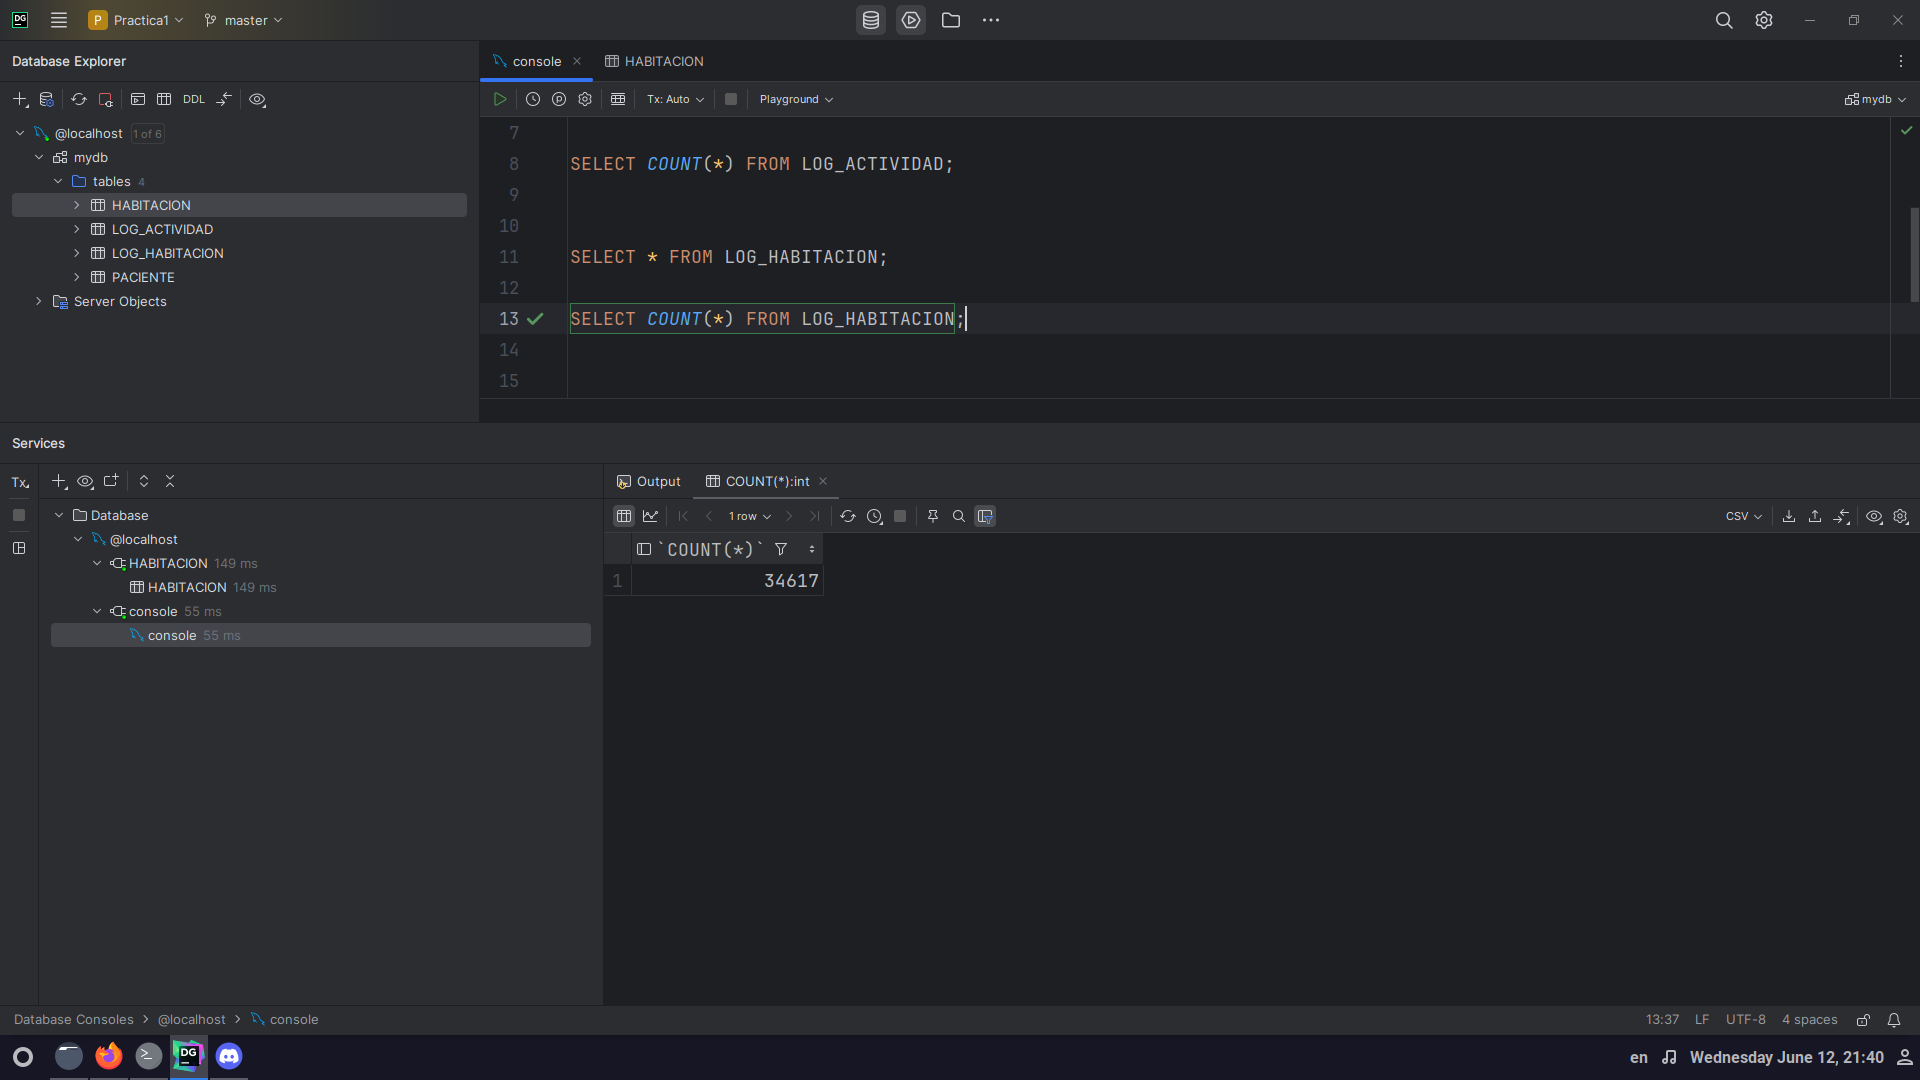 DG
P Practica1
master
Database Explorer
console
HABITACION
DDL
Tx: Auto
Playground
mydb
@localhost 1 of 6
mydb
tables 4
HABITACION
LOG_ACTIVIDAD
LOG_HABITACION
PACIENTE
Server Objects
7
8 SELECT COUNT(*) FROM LOG_ACTIVIDAD;
9
10
11 SELECT * FROM LOG_HABITACION;
12
13 SELECT COUNT(*) FROM LOG_HABITACION;
14
15
Services
Tx
Database
@localhost
HABITACION 149 ms
HABITACION 149 ms
console 55 ms
console 55 ms
Output
COUNT(*):int
1 row
CSV
`COUNT(*)`
1 34617
Database Consoles > @localhost > console
13:37 LF UTF-8 4 spaces
DG
en Wednesday June 12, 21:40